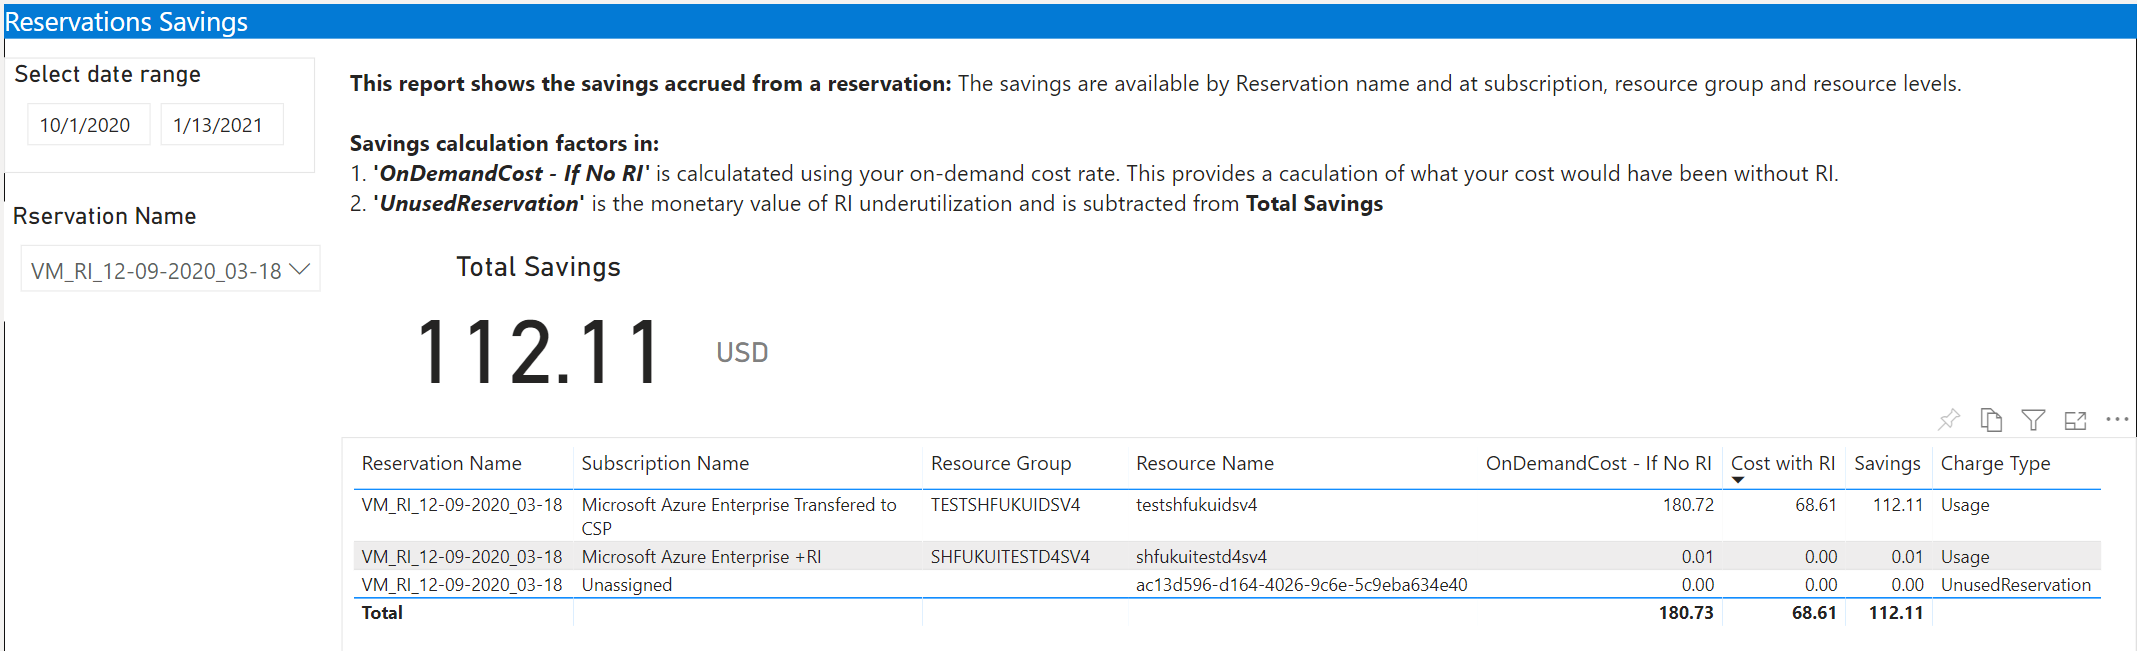 Reservations Savings
Select date range
10/1/2020 1/13/2021
Rservation Name
VM_RI_12-09-2020_03-18
This report shows the savings accrued from a reservation: The savings are available by Reservation name and at subscription, resource group and resource levels.
Savings calculation factors in:
1. 'OnDemandCost - If No RI' is calculatated using your on-demand cost rate. This provides a caculation of what your cost would have been without RI.
2. 'UnusedReservation' is the monetary value of RI underutilization and is subtracted from Total Savings
Total Savings
112.11 USD
Reservation Name Subscription Name Resource Group Resource Name OnDemandCost - If No RI Cost with RI Savings Charge Type
VM_RI_12-09-2020_03-18 Microsoft Azure Enterprise Transfered to TESTSHFUKUIDSV4 testshfukuidsv4 180.72 68.61 112.11 Usage
CSP
VM_RI_12-09-2020_03-18 Microsoft Azure Enterprise +RI SHFUKUITESTD4SV4 shfukuitestd4sv4 0.01 0.00 0.01 Usage
VM_RI_12-09-2020_03-18 Unassigned ac13d596-d164-4026-9c6e-5c9eba634e40 0.00 0.00 0.00 UnusedReservation
Total 180.73 68.61 112.11